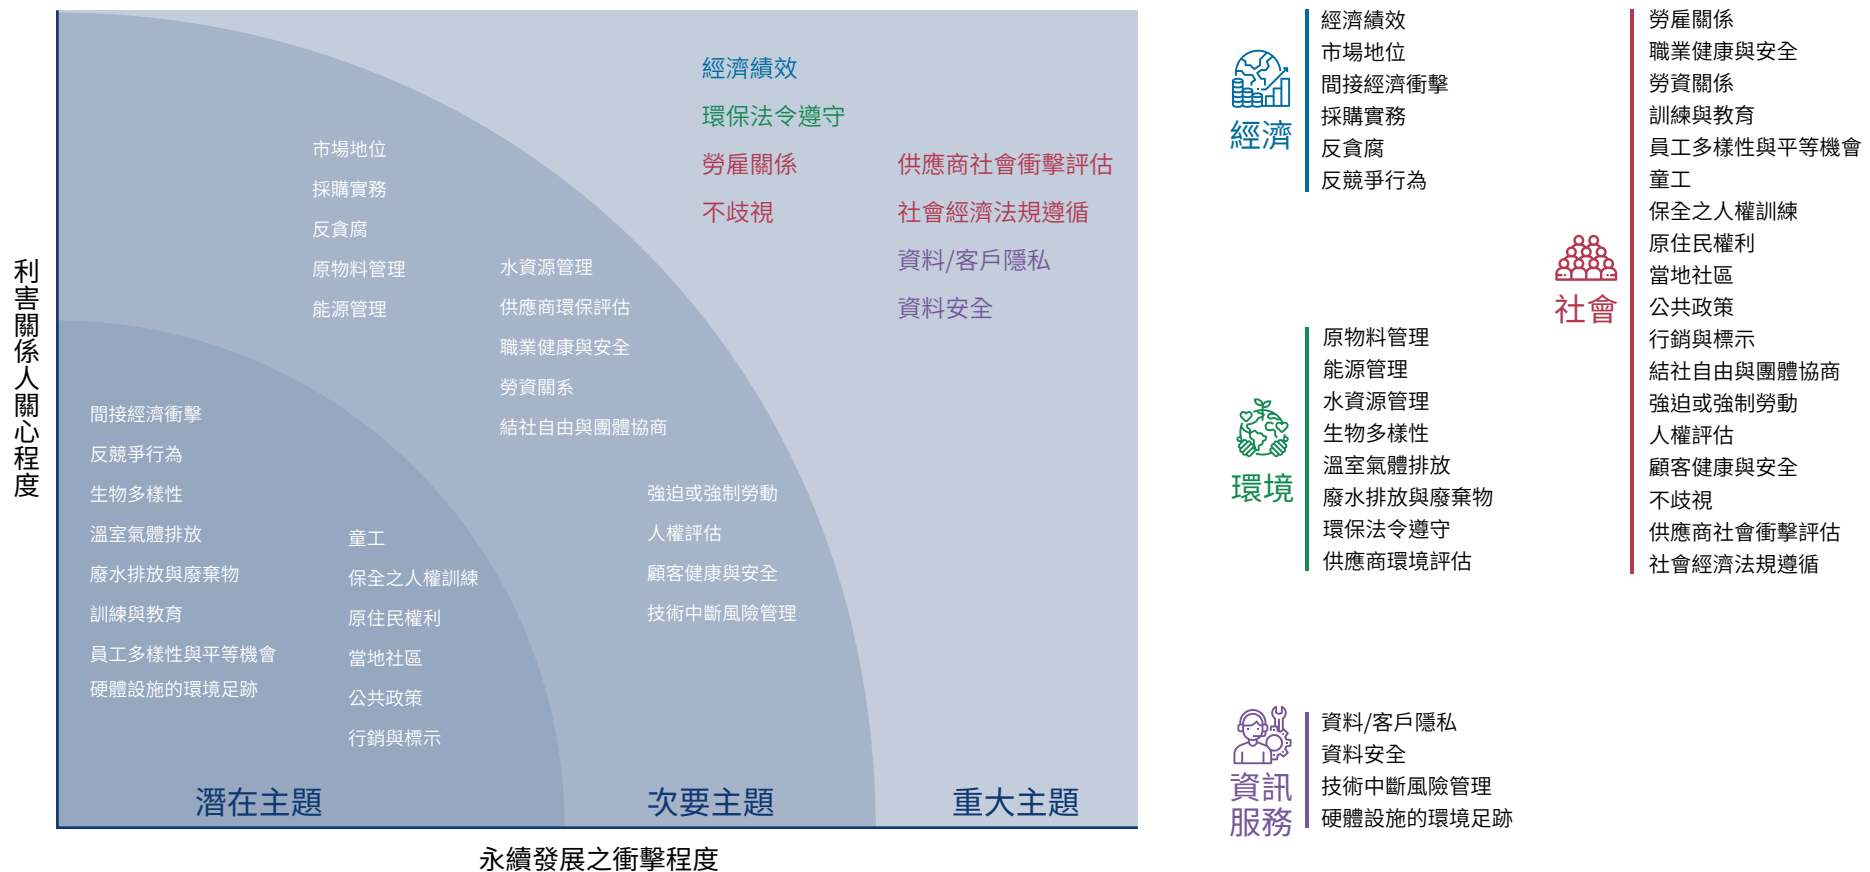 利害關係人關心程度
經濟績效
環保法令遵守
勞雇關係
不歧視
供應商社會衝擊評估
社會經濟法規遵循
資料/客戶隱私
資料安全
市場地位
採購實務
反貪腐
原物料管理
能源管理
水資源管理
供應商環保評估
職業健康與安全
勞資關系
結社自由與團體協商
強迫或強制勞動
人權評估
顧客健康與安全
技術中斷風險管理
間接經濟衝擊
反競爭行為
生物多樣性
溫室氣體排放
廢水排放與廢棄物
訓練與教育
員工多樣性與平等機會
硬體設施的環境足跡
童工
保全之人權訓練
原住民權利
當地社區
公共政策
行銷與標示
潛在主題
次要主題
重大主題
永續發展之衝擊程度
經濟
經濟績效
市場地位
間接經濟衝擊
採購實務
反貪腐
反競爭行為
環境
原物料管理
能源管理
水資源管理
生物多樣性
溫室氣體排放
廢水排放與廢棄物
環保法令遵守
供應商環境評估
資訊
服務
資料/客戶隱私
資料安全
技術中斷風險管理
硬體設施的環境足跡
社會
勞雇關係
職業健康與安全
勞資關係
訓練與教育
員工多樣性與平等機會
童工
保全之人權訓練
原住民權利
當地社區
公共政策
行銷與標示
結社自由與團體協商
強迫或強制勞動
人權評估
顧客健康與安全
不歧視
供應商社會衝擊評估
社會經濟法規遵循